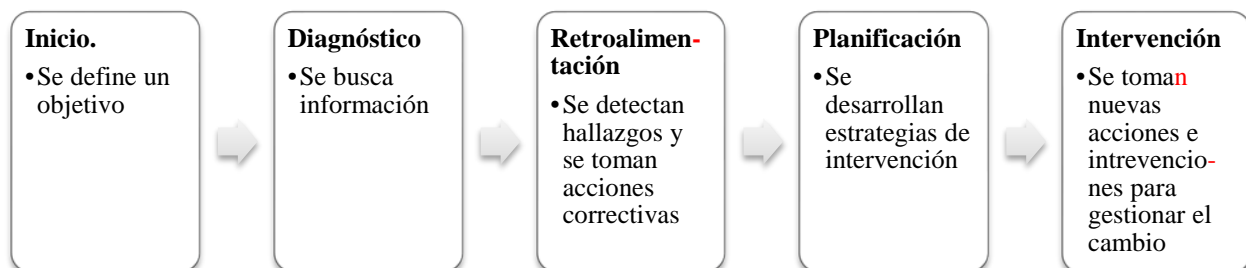 Inicio.
•Se define un
objetivo
Diagnóstico
•Se busca
información
Retroalimen-
tación
•Se detectan
hallazgos y
se toman
acciones
correctivas
Planificación
•Se
desarrollan
estrategias de
intervención
Intervención
•Se toman
nuevas
acciones e
intrevencio-
nes para
gestionar el
cambio